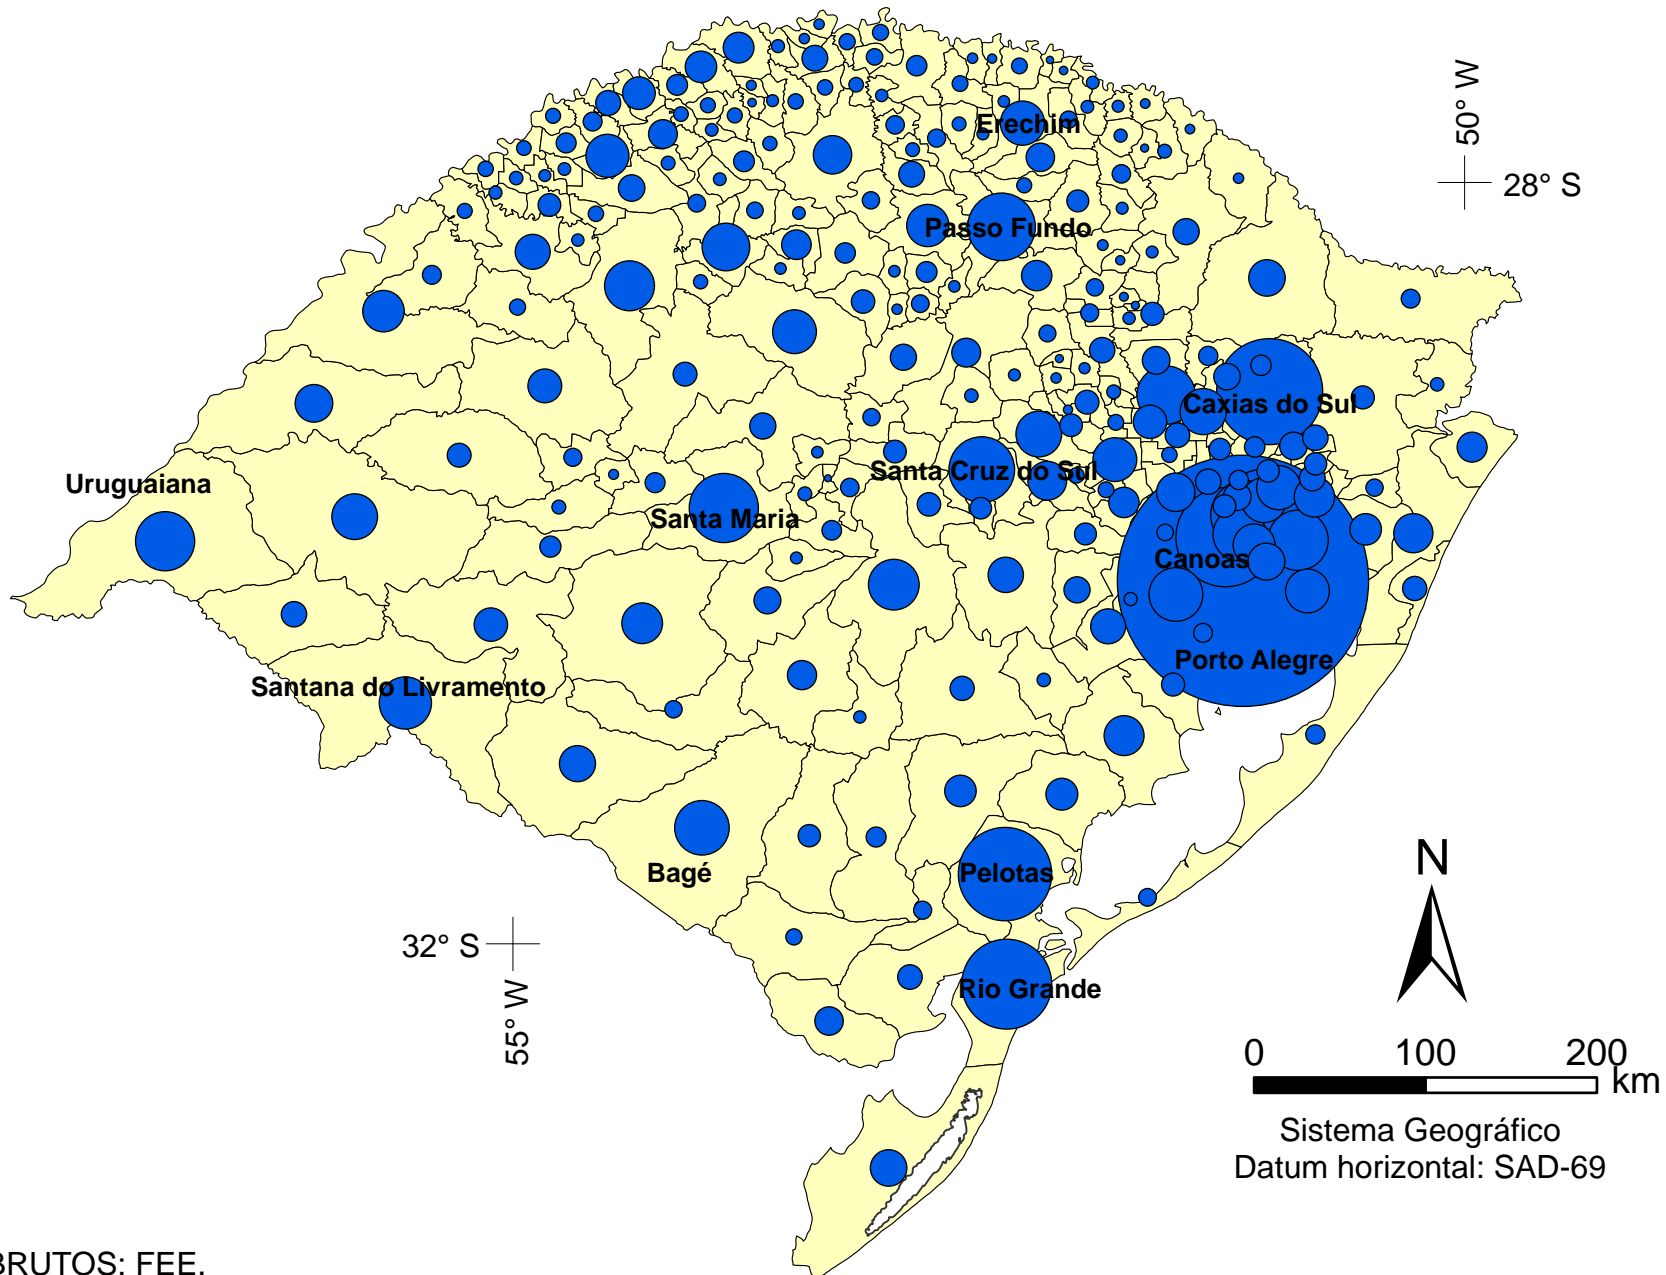 50° W
28° S
Erechim
Passo Fundo
Caxias do Sul
Santa Cruz do Sul
Uruguaiana
Santa Maria
Canoas
Porto Alegre
Santana do Livramento
Bagé
Pelotas
N
32° S
55° W
Rio Grande
0 100 200
km
Sistema Geográfico
Datum horizontal: SAD-69
BRUTOS: FEE.